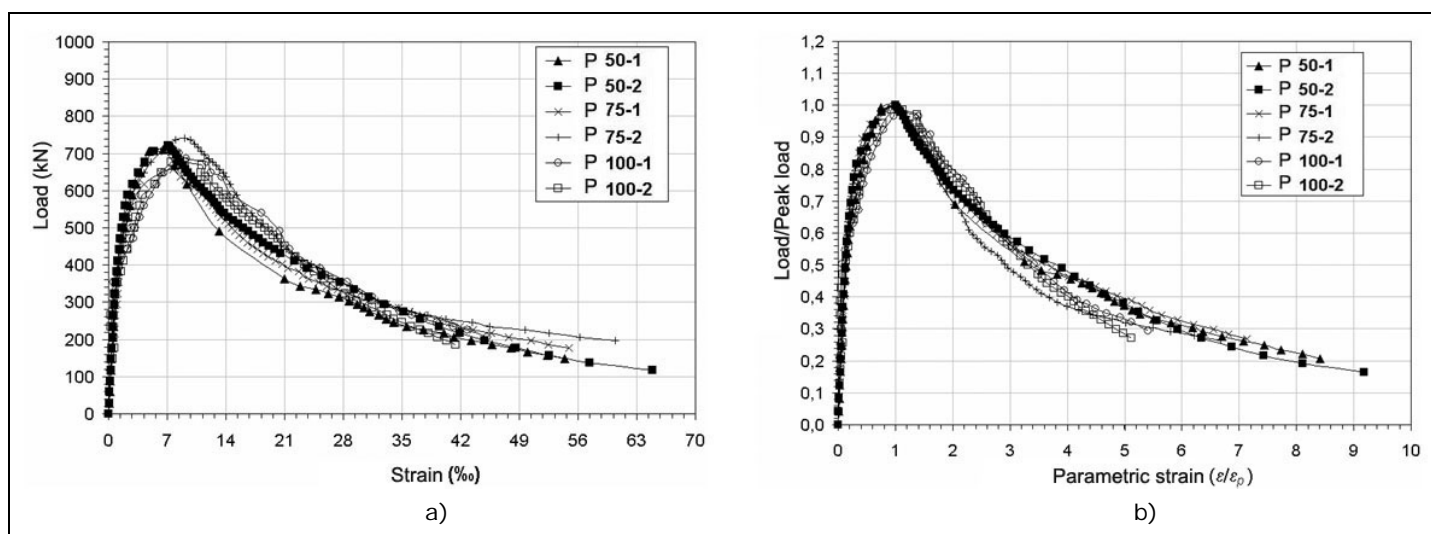 1000
900
800
700
600
500
400
300
200
100
0
Load (kN)
0 7 14 21 28 35 42 49 56 63 70
Strain (‰)
P 50-1
P 50-2
P 75-1
P 75-2
P 100-1
P 100-2
a)
1,2
1,1
1,0
0,9
0,8
0,7
0,6
0,5
0,4
0,3
0,2
0,1
0,0
Load/Peak load
0 1 2 3 4 5 6 7 8 9 10
Parametric strain (ε/εp)
P 50-1
P 50-2
P 75-1
P 75-2
P 100-1
P 100-2
b)